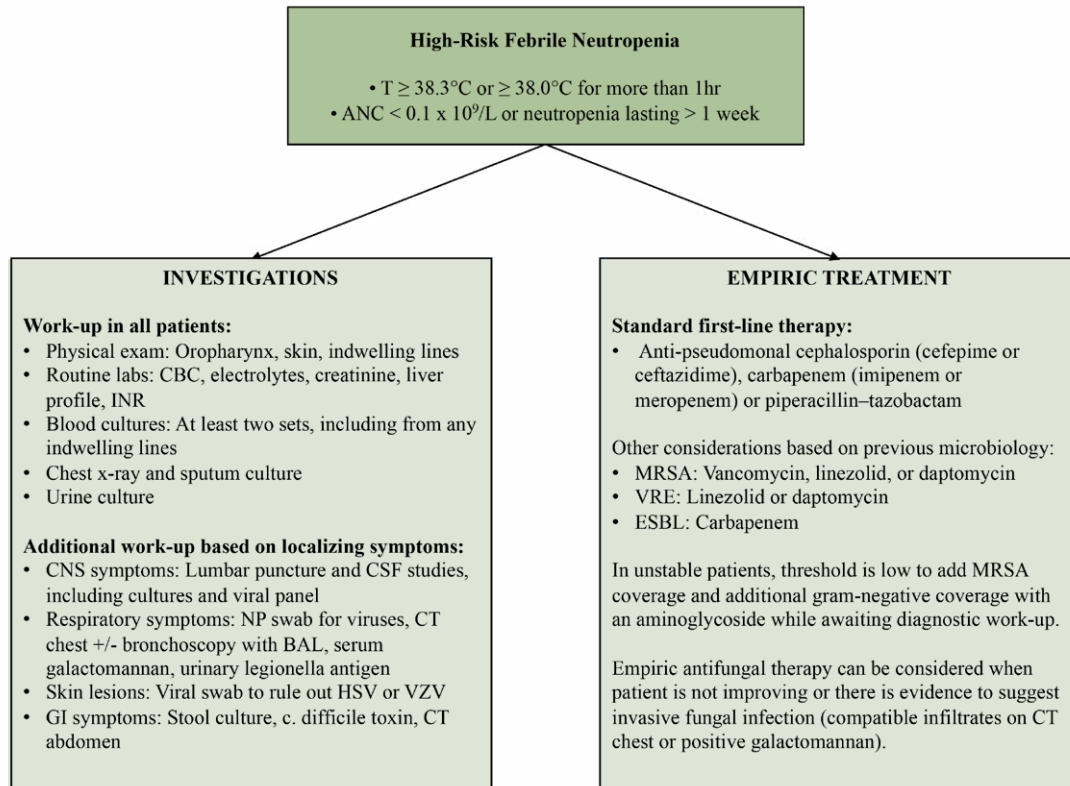 High-Risk Febrile Neutropenia
• T ≥ 38.3°C or ≥ 38.0°C for more than 1hr
• ANC < 0.1 x 10⁹/L or neutropenia lasting > 1 week
INVESTIGATIONS
Work-up in all patients:
• Physical exam: Oropharynx, skin, indwelling lines
• Routine labs: CBC, electrolytes, creatinine, liver
profile, INR
• Blood cultures: At least two sets, including from any
indwelling lines
• Chest x-ray and sputum culture
• Urine culture
Additional work-up based on localizing symptoms:
• CNS symptoms: Lumbar puncture and CSF studies,
including cultures and viral panel
• Respiratory symptoms: NP swab for viruses, CT
chest +/- bronchoscopy with BAL, serum
galactomannan, urinary legionella antigen
• Skin lesions: Viral swab to rule out HSV or VZV
• GI symptoms: Stool culture, c. difficile toxin, CT
abdomen
EMPIRIC TREATMENT
Standard first-line therapy:
• Anti-pseudomonal cephalosporin (cefepime or
ceftazidime), carbapenem (imipenem or
meropenem) or piperacillin–tazobactam
Other considerations based on previous microbiology:
• MRSA: Vancomycin, linezolid, or daptomycin
• VRE: Linezolid or daptomycin
• ESBL: Carbapenem
In unstable patients, threshold is low to add MRSA
coverage and additional gram-negative coverage with
an aminoglycoside while awaiting diagnostic work-up.
Empiric antifungal therapy can be considered when
patient is not improving or there is evidence to suggest
invasive fungal infection (compatible infiltrates on CT
chest or positive galactomannan).